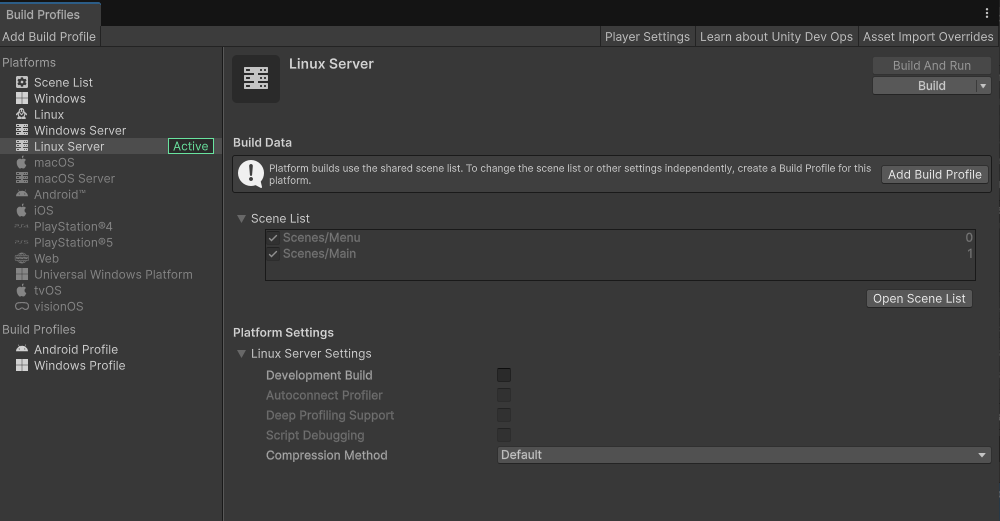 Build Profiles
Add Build Profile
Player Settings
Learn about Unity Dev Ops
Asset Import Overrides
Platforms
Scene List
Windows
Linux
Windows Server
Linux Server
Active
macOS
macOS Server
Android™
iOS
PlayStation®4
PlayStation®5
Web
Universal Windows Platform
tvOS
visionOS
Build Profiles
Android Profile
Windows Profile
Linux Server
Build And Run
Build
Build Data
Platform builds use the shared scene list. To change the scene list or other settings independently, create a Build Profile for this
platform.
Add Build Profile
Scene List
Scenes/Menu 0
Scenes/Main 1
Open Scene List
Platform Settings
Linux Server Settings
Development Build
Autoconnect Profiler
Deep Profiling Support
Script Debugging
Compression Method
Default